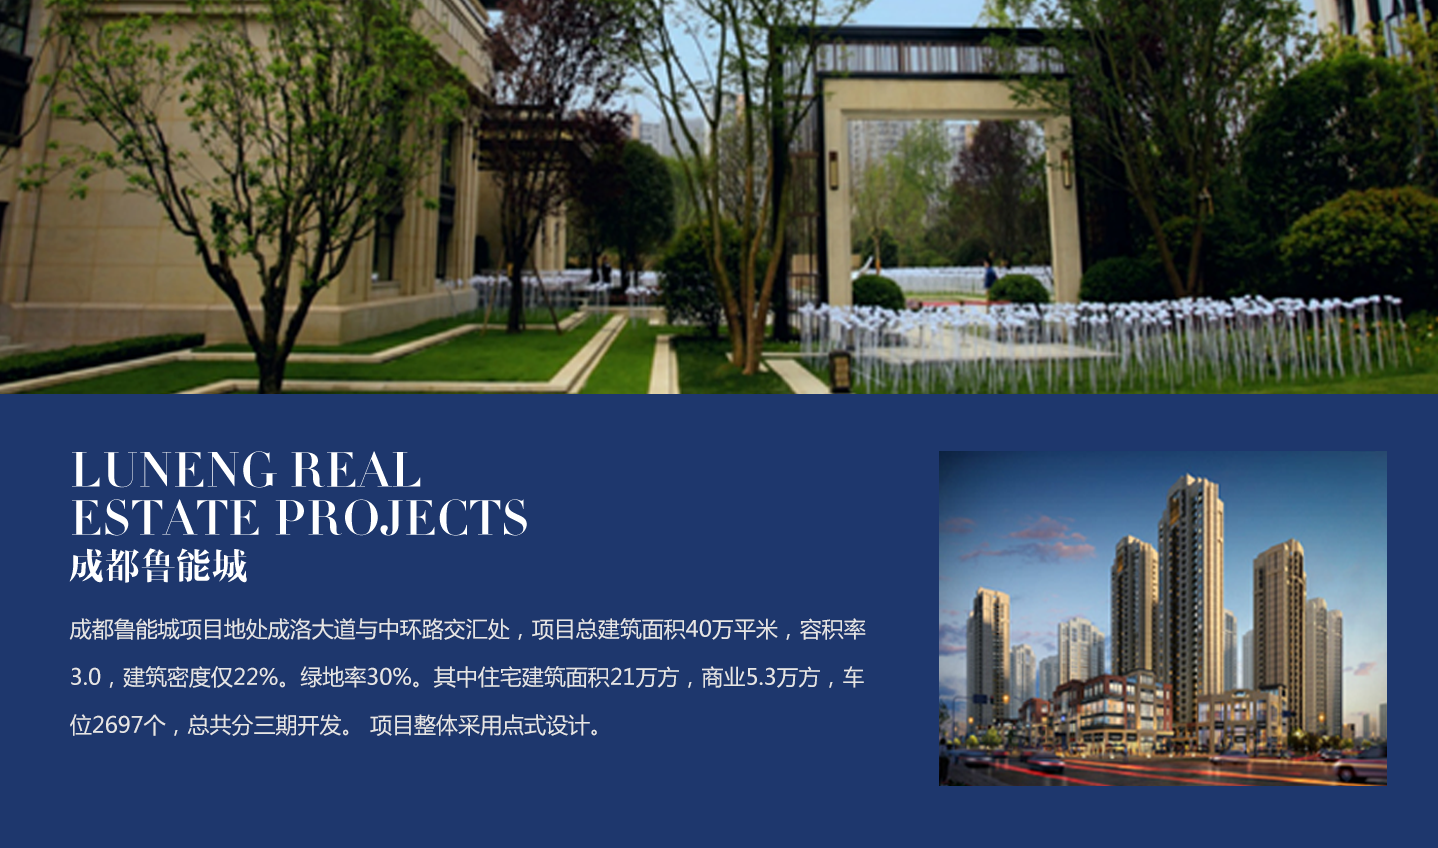 LUNENG REAL
ESTATE PROJECTS
成都鲁能城
成都鲁能城项目地处成洛大道与中环路交汇处，项目总建筑面积40万平米，容积率
3.0，建筑密度仅22%。绿地率30%。其中住宅建筑面积21万方，商业5.3万方，车
位2697个，总共分三期开发。 项目整体采用点式设计。